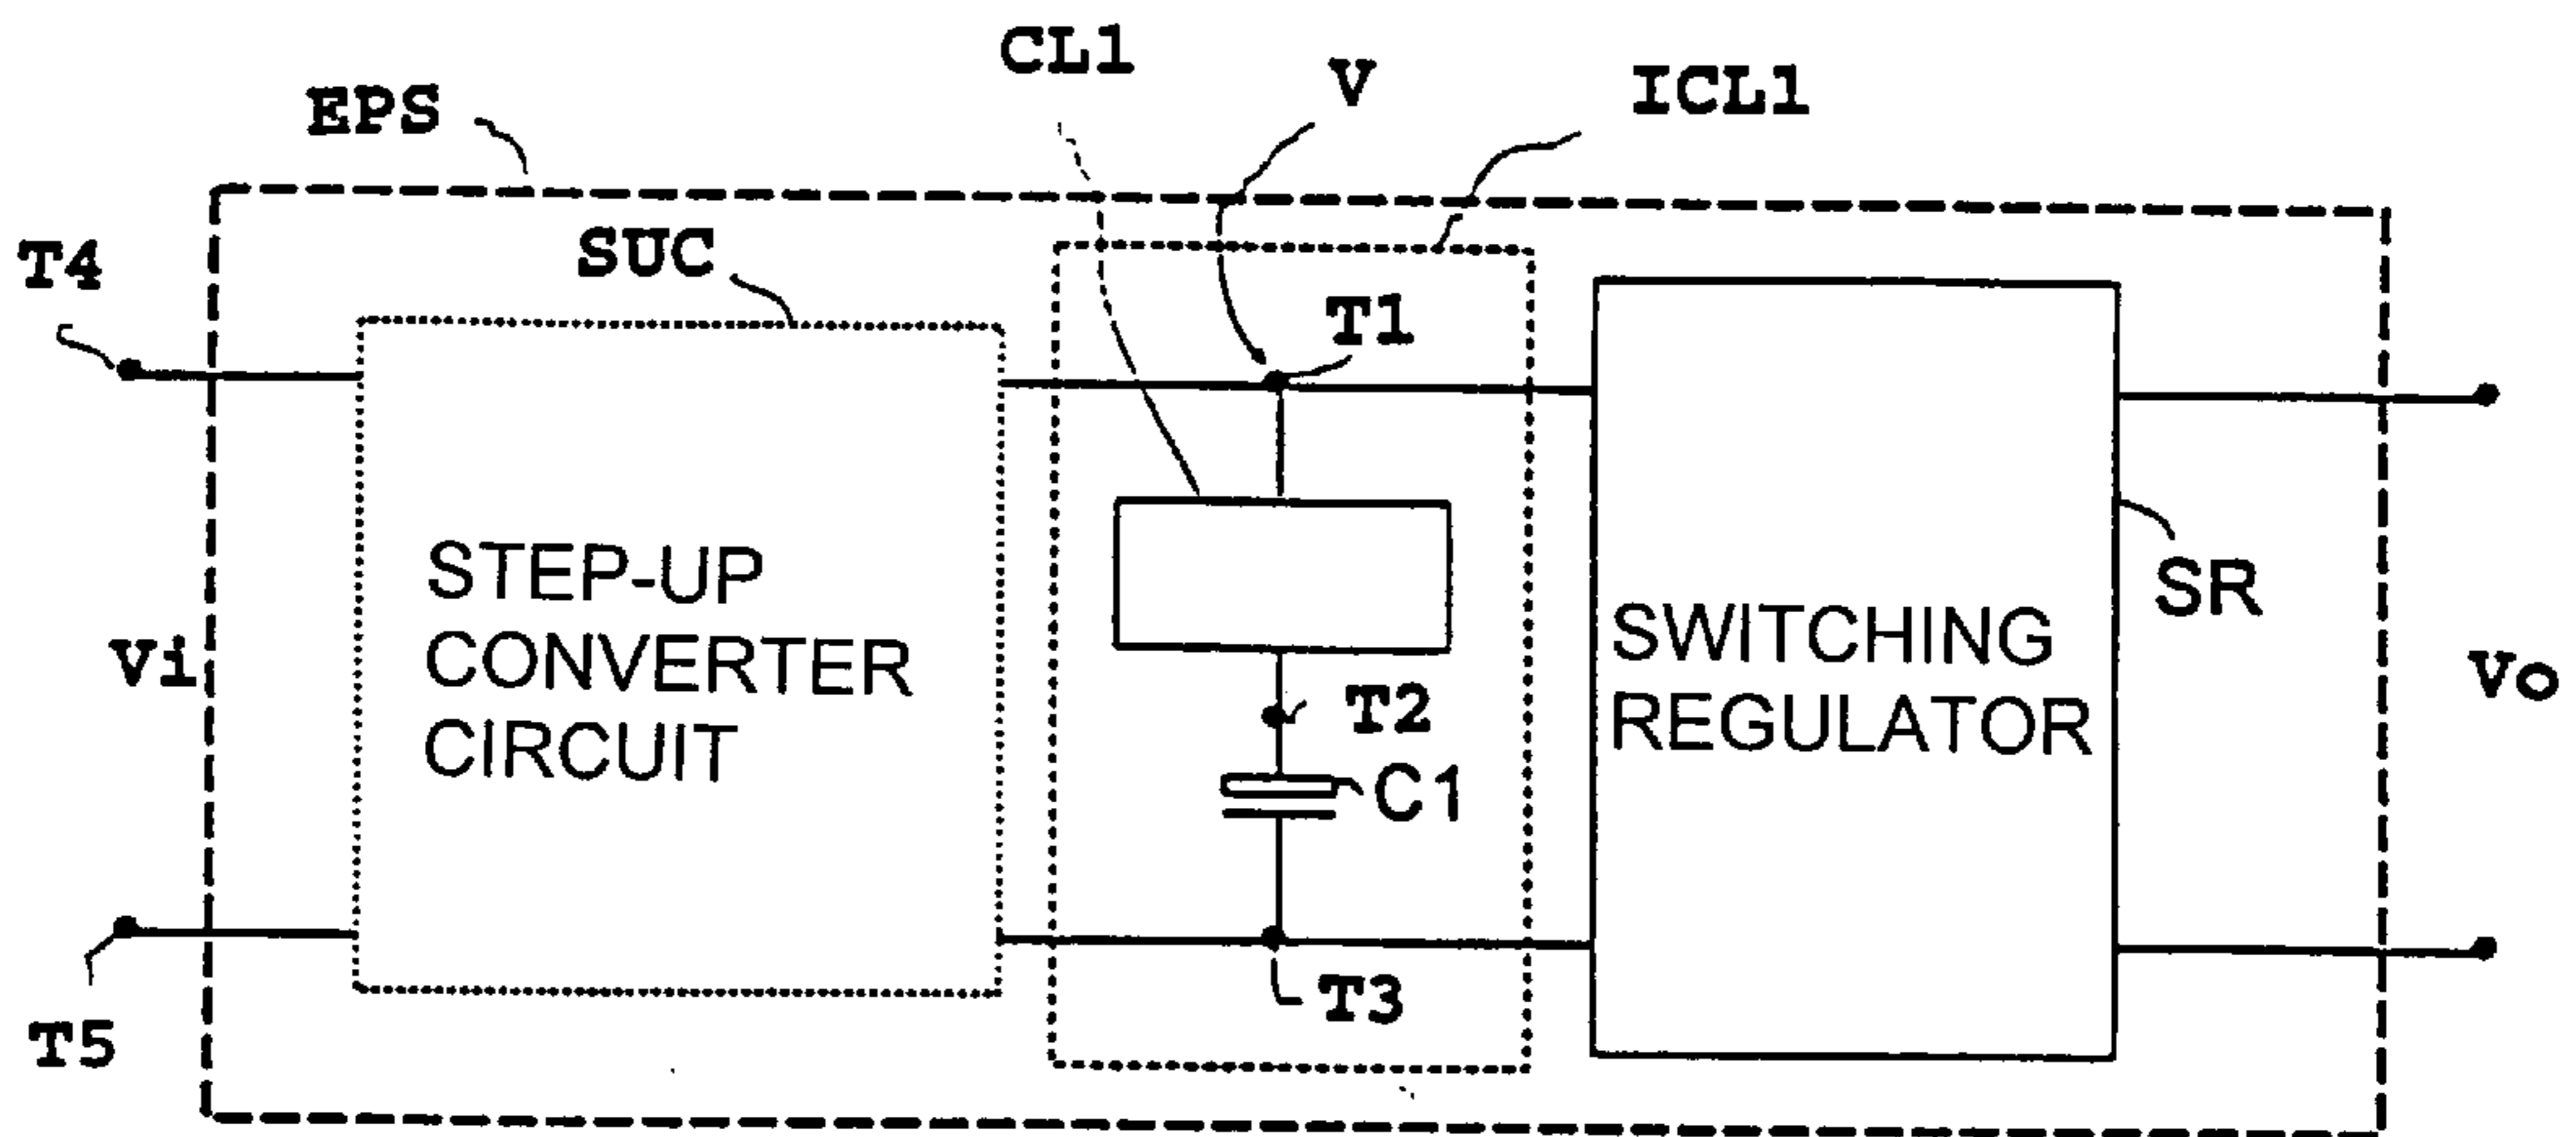 CL1
V
ICL1
EPS
SUC
T4
T1
STEP-UP
CONVERTER
CIRCUIT
SWITCHING
REGULATOR
SR
Vi
T2
Vo
C1
T3
T5